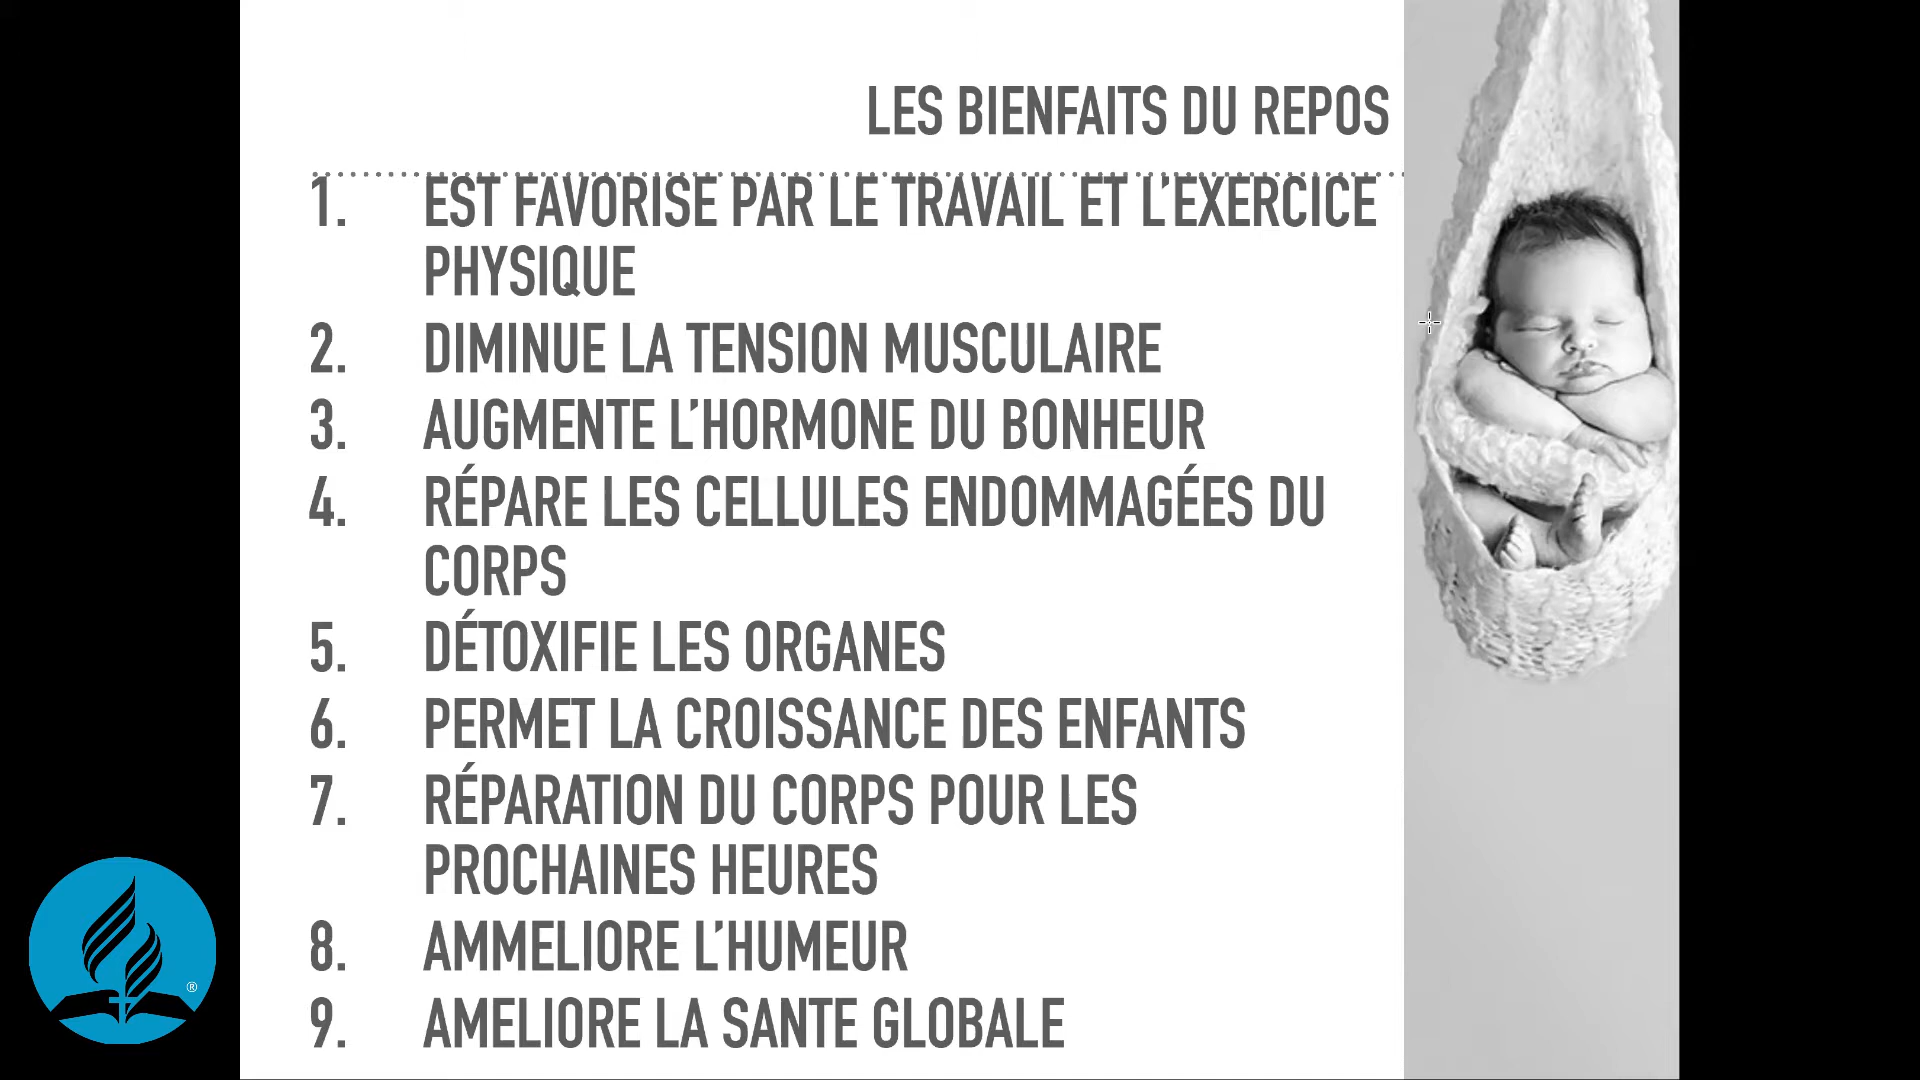 LES BIENFAITS DU REPOS
1. EST FAVORISE PAR LE TRAVAIL ET L’EXERCICE
PHYSIQUE
2. DIMINUE LA TENSION MUSCULAIRE
3. AUGMENTE L’HORMONE DU BONHEUR
4. RÉPARE LES CELLULES ENDOMMAGÉES DU
CORPS
5. DÉTOXIFIE LES ORGANES
6. PERMET LA CROISSANCE DES ENFANTS
7. RÉPARATION DU CORPS POUR LES
PROCHAINES HEURES
8. AMMELIORE L’HUMEUR
9. AMELIORE LA SANTE GLOBALE
®